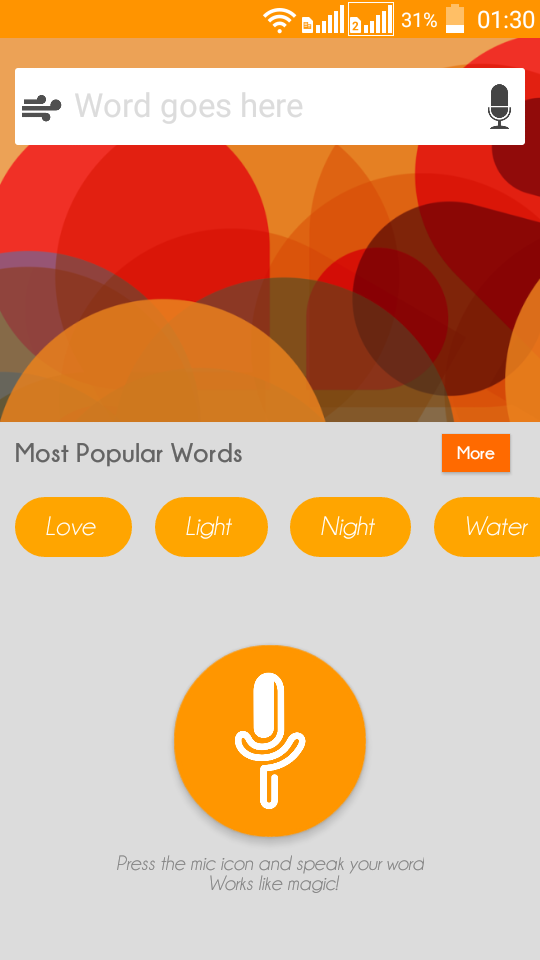 2 31% 01:30
Word goes here
Most Popular Words More
Love Light Night Water
Press the mic icon and speak your word
Works like magic!